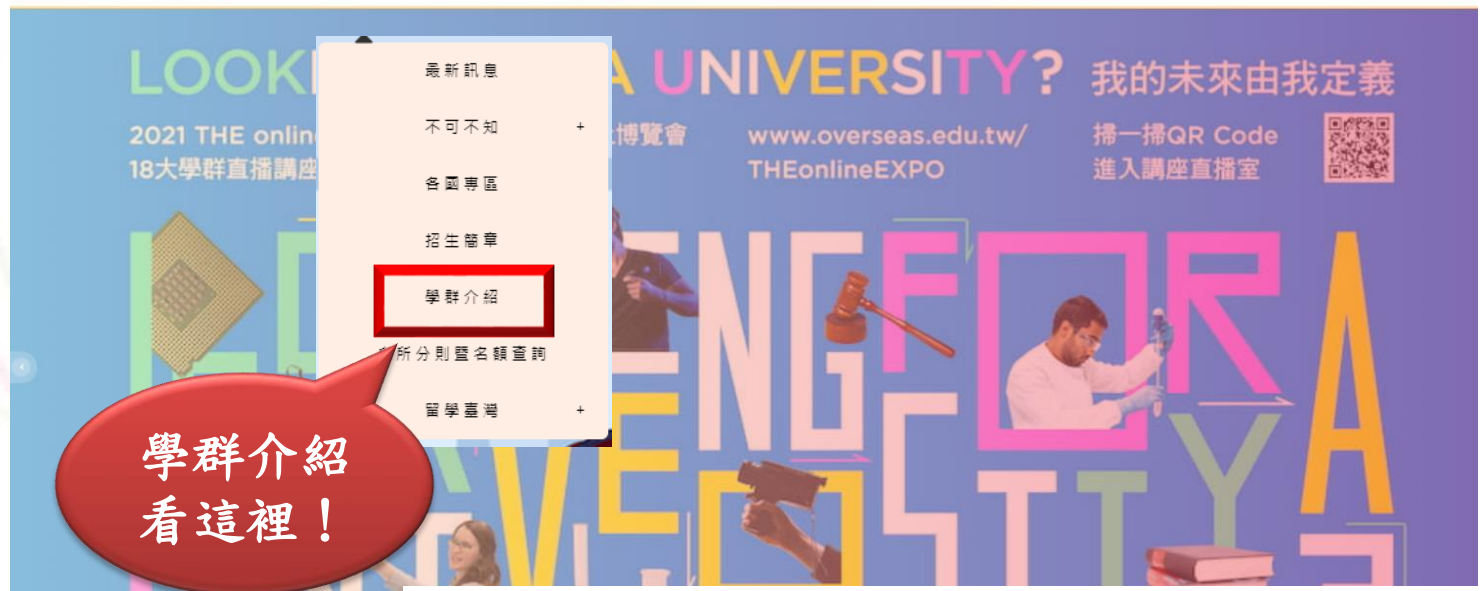 LOOK
A UNIVERSITY?
我的未來由我定義
2021 THE onlin
博覽會
www.overseas.edu.tw/
掃一掃QR Code
18大學群直播講座
THEonlineEXPO
進入講座直播室
最新訊息
不可不知 +
各國專區
招生簡章
學群介紹
所分則暨名額查詢
留學臺灣 +
學群介紹
看這裡！
ENG
FOR A